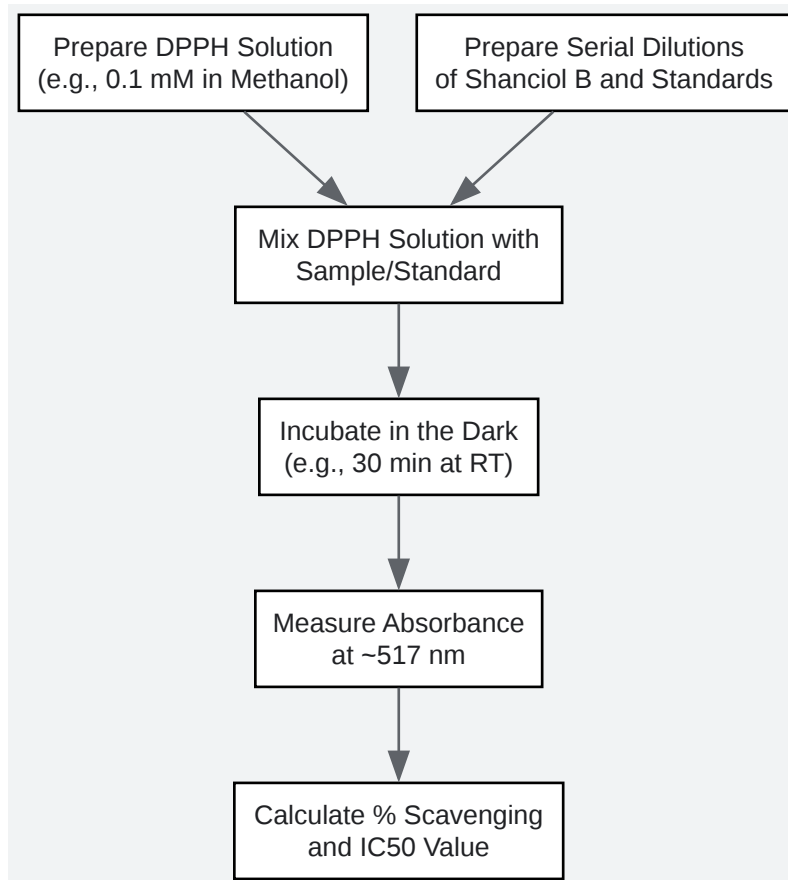 Prepare DPPH Solution
(e.g., 0.1 mM in Methanol)
Prepare Serial Dilutions
of Shanciol B and Standards
Mix DPPH Solution with
Sample/Standard
Incubate in the Dark
(e.g., 30 min at RT)
Measure Absorbance
at ~517 nm
Calculate % Scavenging
and IC50 Value